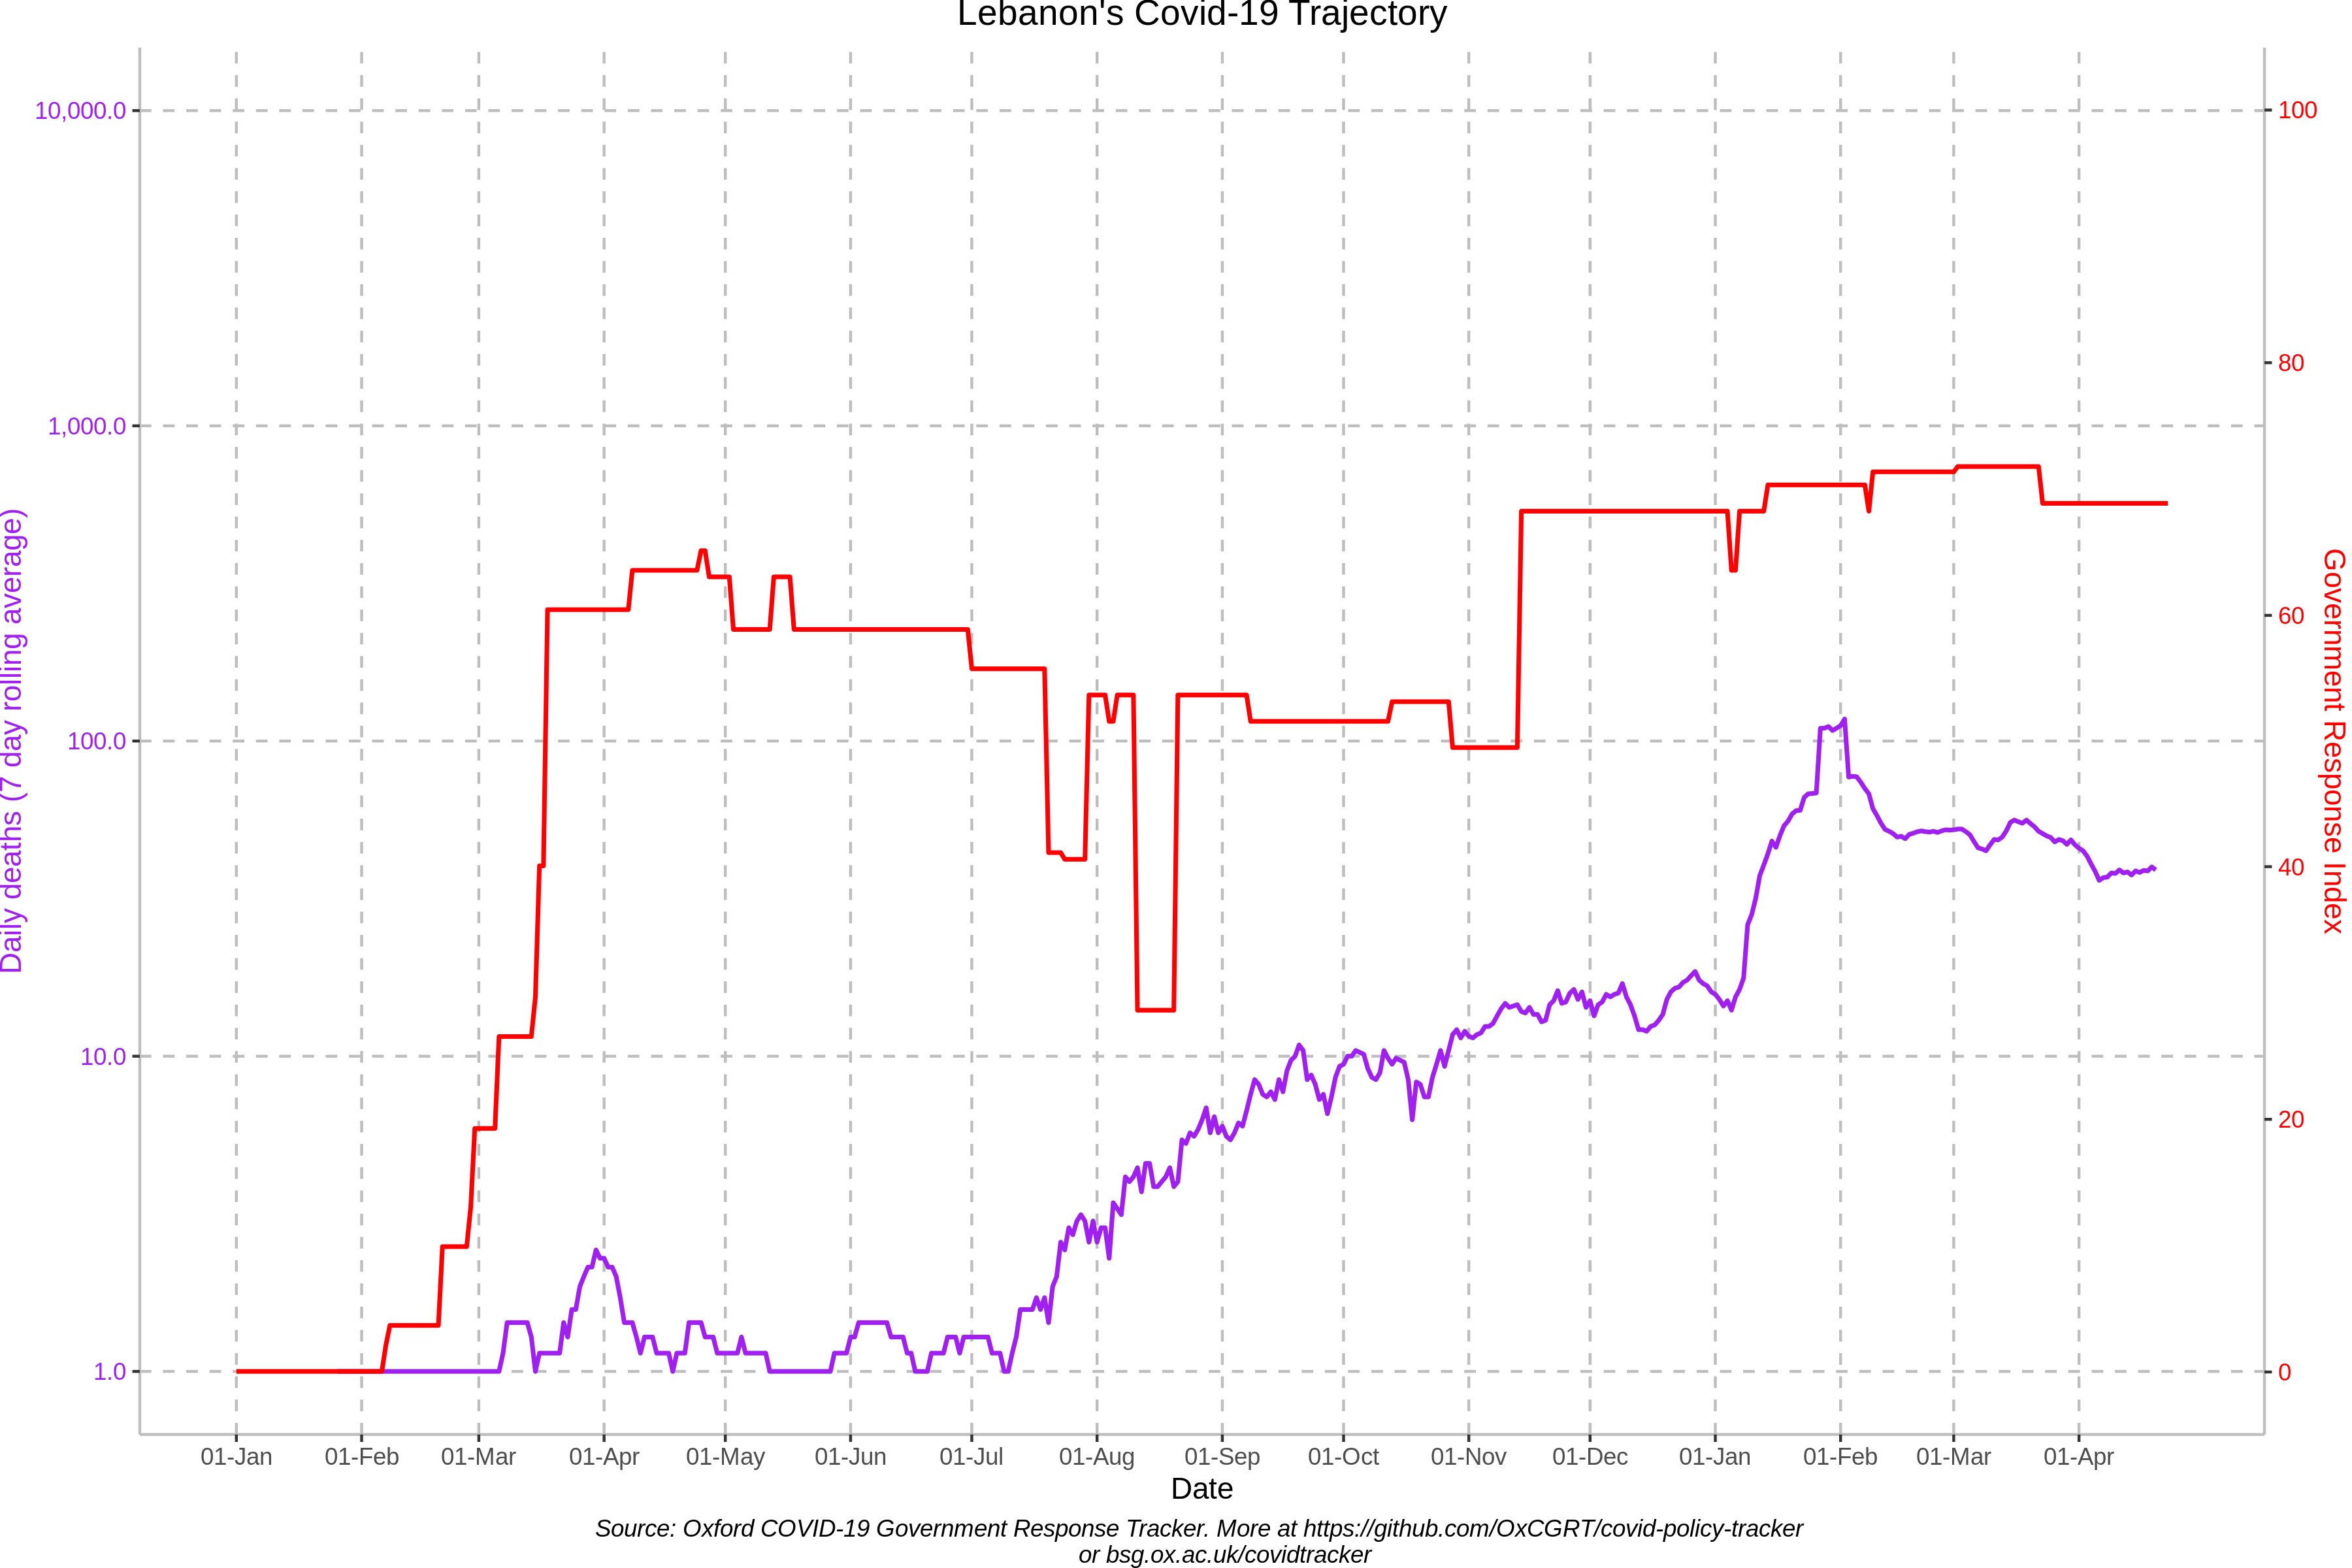 Lebanon's Covid-19 Trajectory
10,000.0
1,000.0
100.0
10.0
1.0
Daily deaths (7 day rolling average)
100
80
60
40
20
0
Government Response Index
01-Jan 01-Feb 01-Mar 01-Apr 01-May 01-Jun 01-Jul 01-Aug 01-Sep 01-Oct 01-Nov 01-Dec 01-Jan 01-Feb 01-Mar 01-Apr
Date
Source: Oxford COVID-19 Government Response Tracker. More at https://github.com/OxCGRT/covid-policy-tracker
or bsg.ox.ac.uk/covidtracker